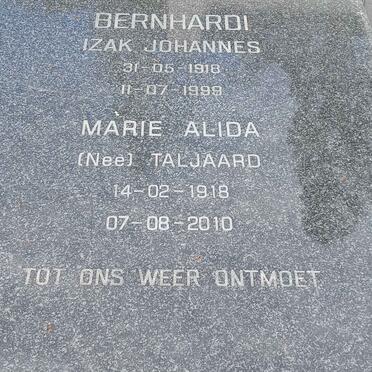 BERNHARDI
IZAK JOHANNES
31-05-1918
11-07-1999
MARIE ALIDA
(Nee) TALJAARD
14-02-1918
07-08-2010
TOT ONS WEER ONTMOET